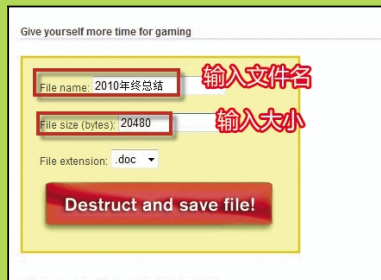 Give yourself more time for gaming
File name: 2010年终总结 输入文件名
File size (bytes): 20480 输入大小
File extension: .doc
Destruct and save file!